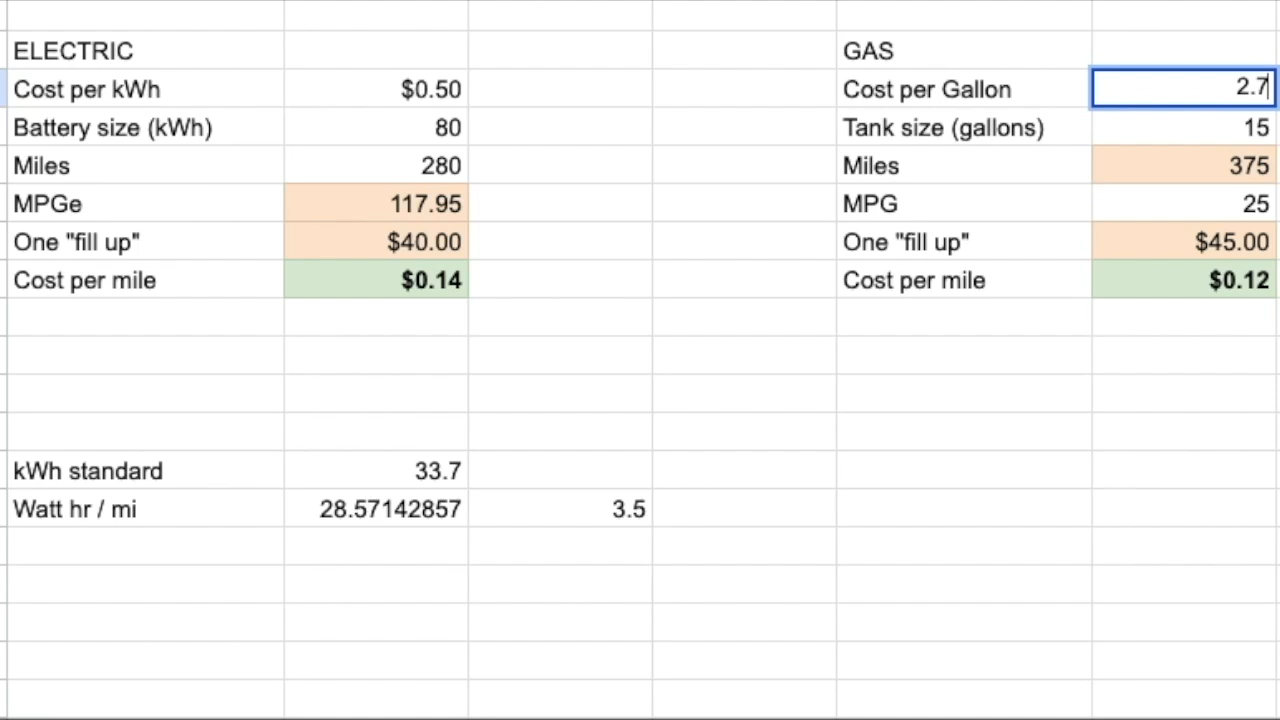 ELECTRIC GAS
Cost per kWh $0.50 Cost per Gallon 2.7
Battery size (kWh) 80 Tank size (gallons) 15
Miles 280 Miles 375
MPGe 117.95 MPG 25
One "fill up" $40.00 One "fill up" $45.00
Cost per mile $0.14 Cost per mile $0.12
kWh standard 33.7
Watt hr / mi 28.57142857 3.5